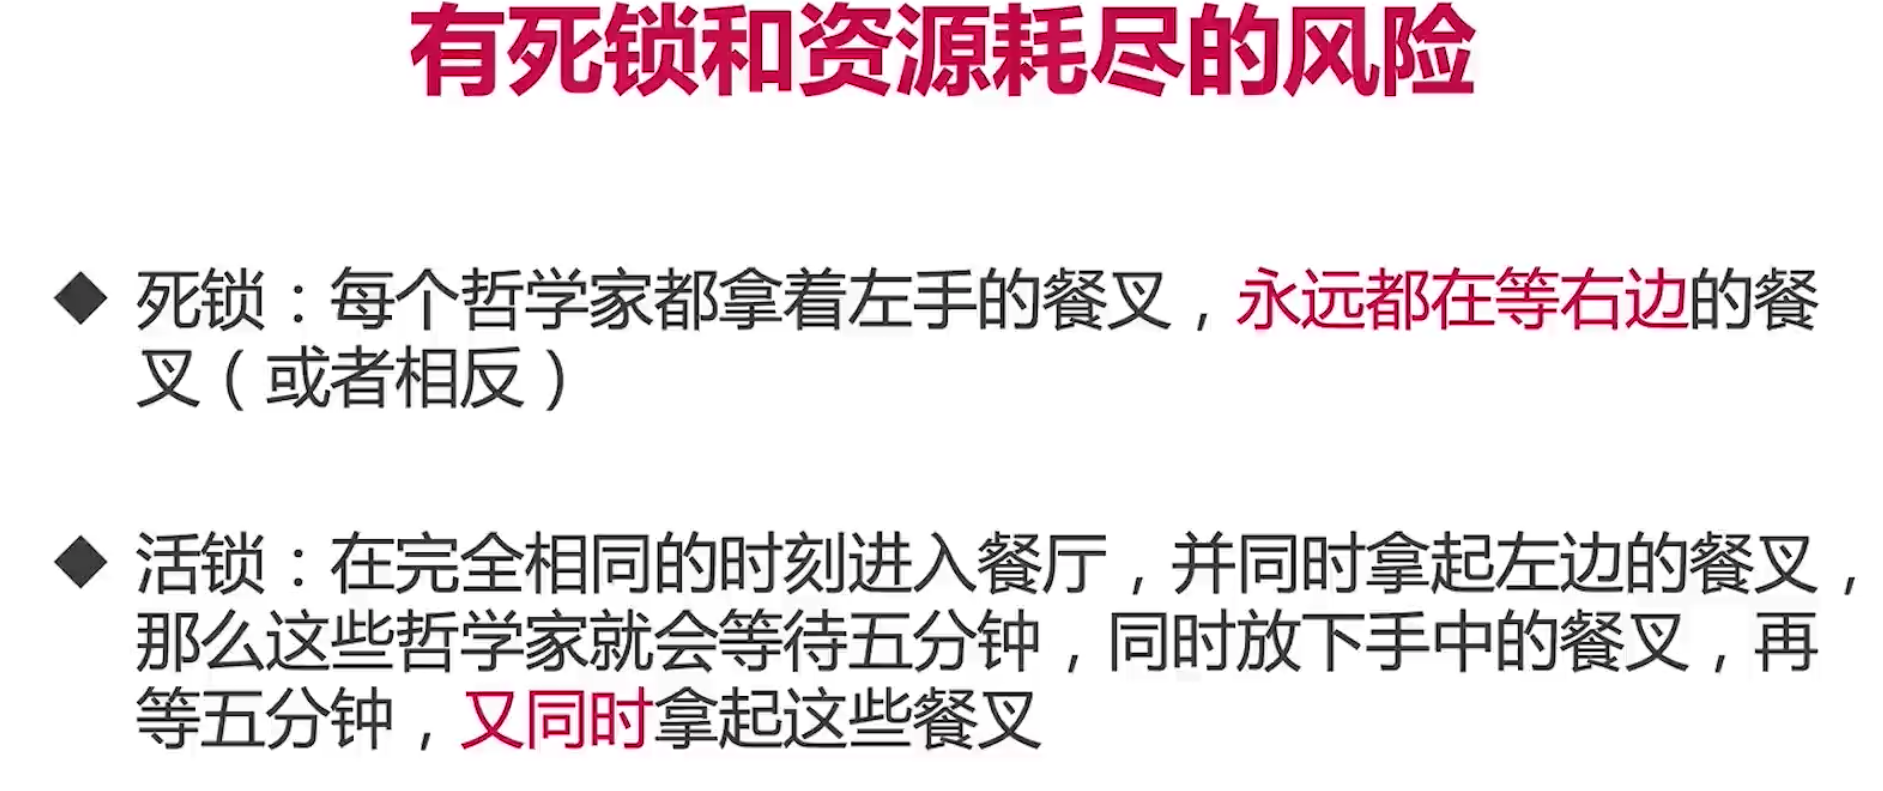 有死锁和资源耗尽的风险
◆ 死锁：每个哲学家都拿着左手的餐叉，永远都在等右边的餐
叉（或者相反）
◆ 活锁：在完全相同的时刻进入餐厅，并同时拿起左边的餐叉，
那么这些哲学家就会等待五分钟，同时放下手中的餐叉，再
等五分钟，又同时拿起这些餐叉